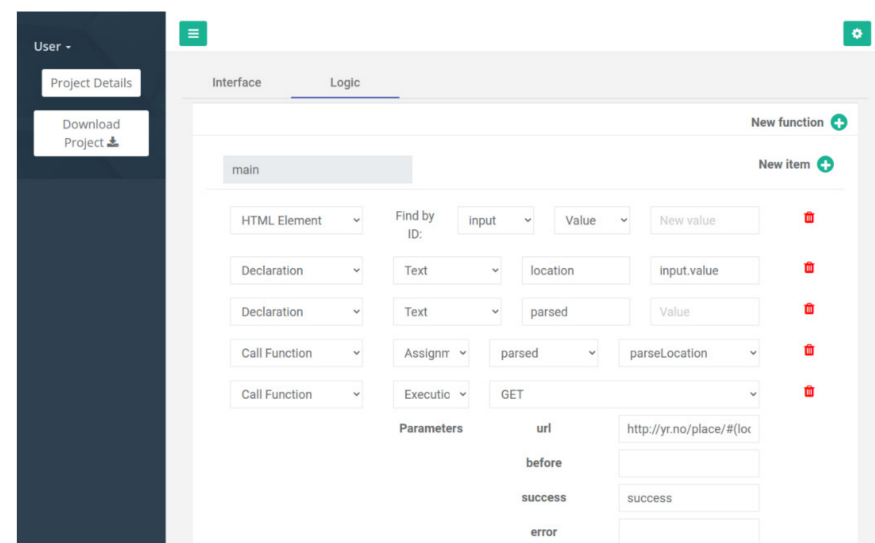 User
Project Details
Download
Project
Interface Logic
New function
main New item
HTML Element Find by
ID: input Value New value
Declaration Text location input.value
Declaration Text parsed Value
Call Function Assignm parsed parseLocation
Call Function Executio GET
Parameters url http://yr.no/place/#(loc
before
success success
error